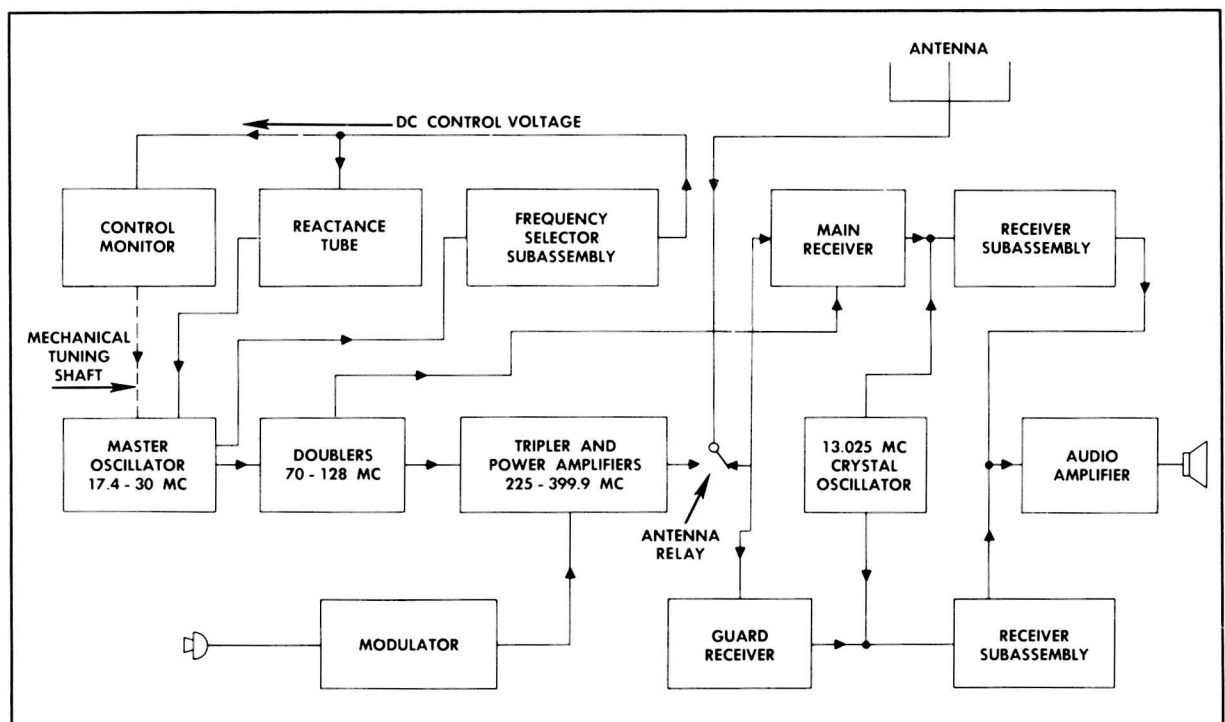 ANTENNA
DC CONTROL VOLTAGE
CONTROL
MONITOR
REACTANCE
TUBE
FREQUENCY
SELECTOR
SUBASSEMBLY
MAIN
RECEIVER
RECEIVER
SUBASSEMBLY
MECHANICAL
TUNING
SHAFT
MASTER
OSCILLATOR
17.4 - 30 MC
DOUBLERS
70 - 128 MC
TRIPLER AND
POWER AMPLIFIERS
225 - 399.9 MC
ANTENNA
RELAY
13.025 MC
CRYSTAL
OSCILLATOR
AUDIO
AMPLIFIER
MODULATOR
GUARD
RECEIVER
RECEIVER
SUBASSEMBLY